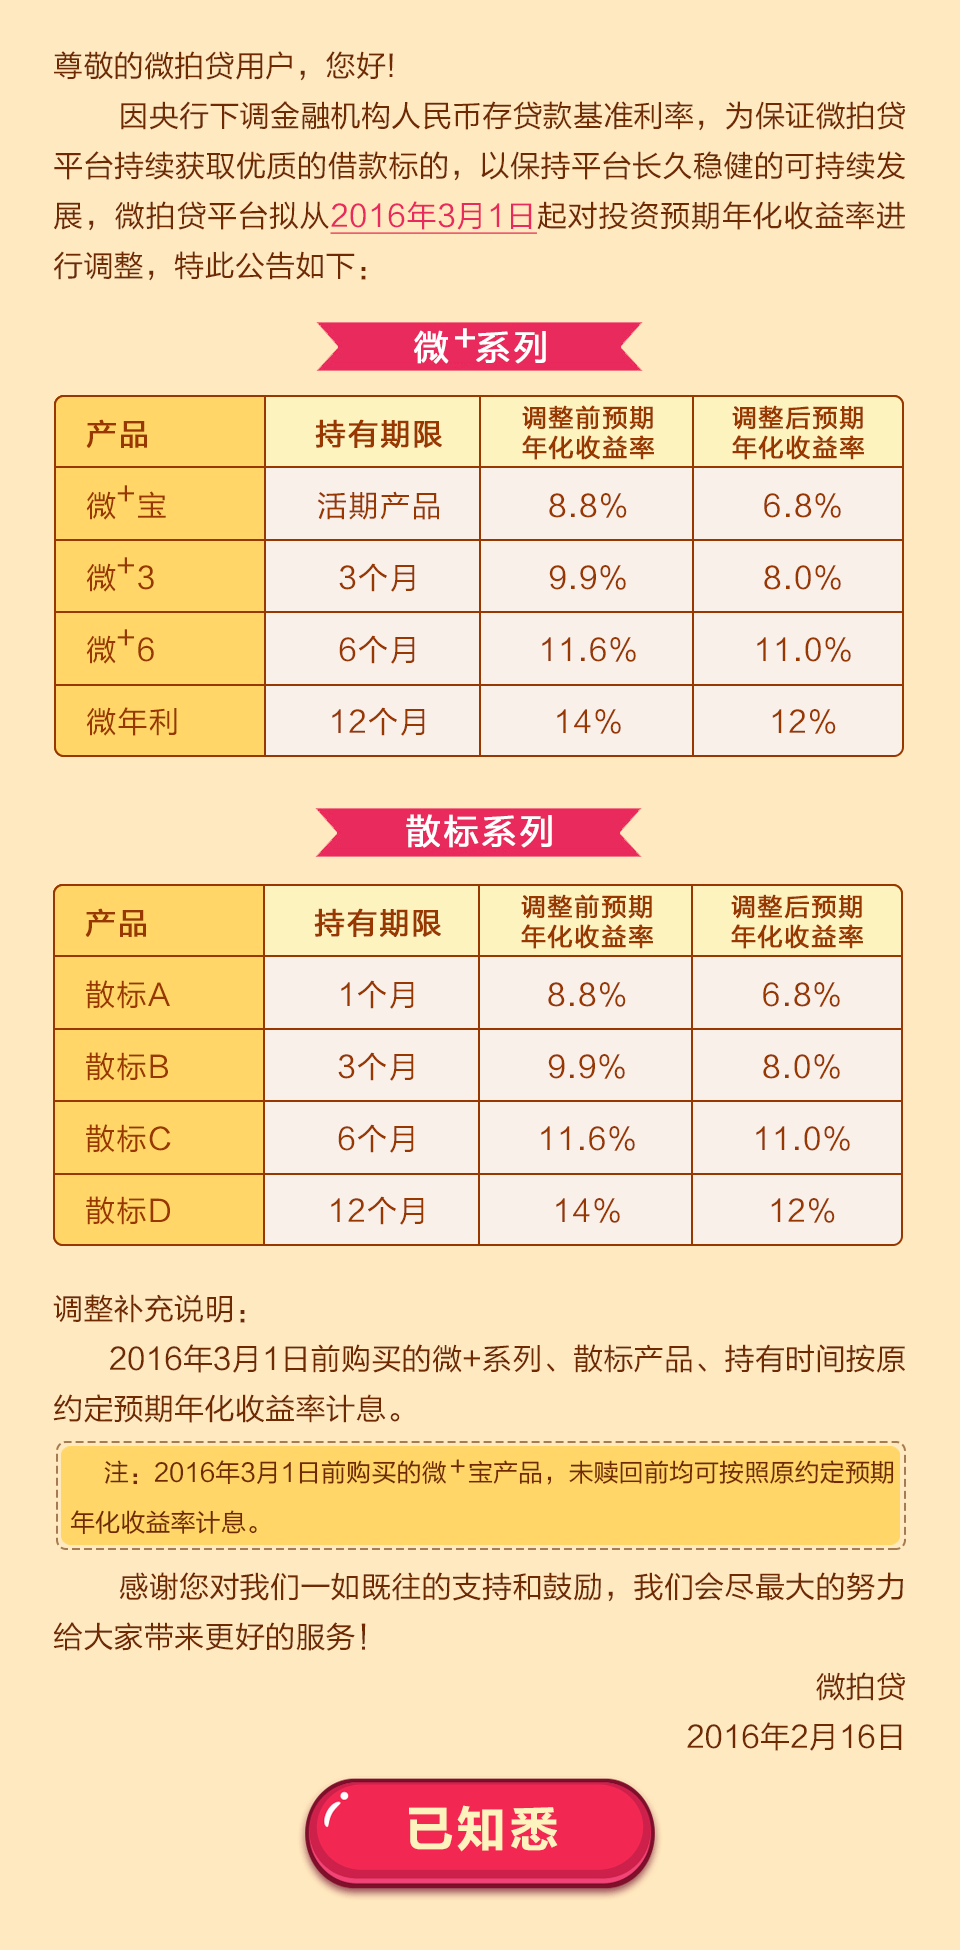 尊敬的微拍贷用户，您好!
因央行下调金融机构人民币存贷款基准利率，为保证微拍贷
平台持续获取优质的借款标的，以保持平台长久稳健的可持续发
展，微拍贷平台拟从2016年3月1日起对投资预期年化收益率进
行调整，特此公告如下：
微+系列
产品 持有期限 调整前预期 调整后预期
年化收益率 年化收益率
微+宝 活期产品 8.8% 6.8%
微+3 3个月 9.9% 8.0%
微+6 6个月 11.6% 11.0%
微年利 12个月 14% 12%
散标系列
产品 持有期限 调整前预期 调整后预期
年化收益率 年化收益率
散标A 1个月 8.8% 6.8%
散标B 3个月 9.9% 8.0%
散标C 6个月 11.6% 11.0%
散标D 12个月 14% 12%
调整补充说明：
2016年3月1日前购买的微+系列、散标产品、持有时间按原
约定预期年化收益率计息。
注：2016年3月1日前购买的微+宝产品，未赎回前均可按照原约定预期
年化收益率计息。
感谢您对我们一如既往的支持和鼓励，我们会尽最大的努力
给大家带来更好的服务！
微拍贷
2016年2月16日
已知悉